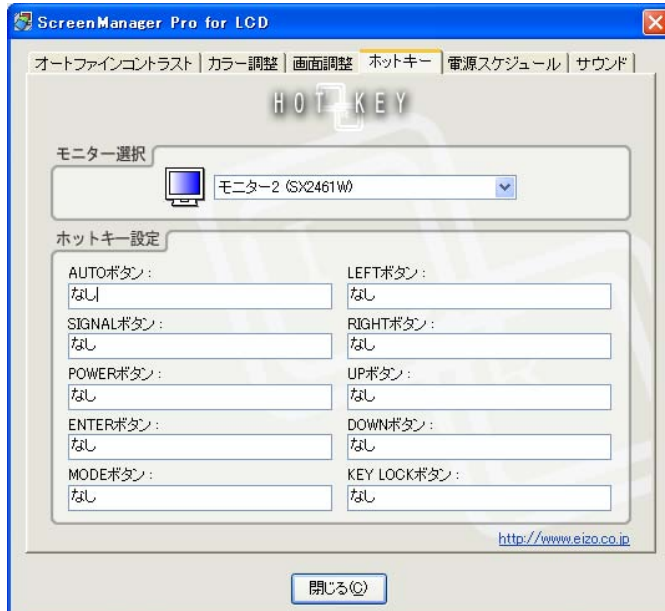 ScreenManager Pro for LCD
オートファインコントラスト カラー調整 画面調整 ホットキー 電源スケジュール サウンド
HOT KEY
モニター選択
モニター2 (SX2461W)
ホットキー設定
AUTOボタン:
なし
LEFTボタン:
なし
SIGNALボタン:
なし
RIGHTボタン:
なし
POWERボタン:
なし
UPボタン:
なし
ENTERボタン:
なし
DOWNボタン:
なし
MODEボタン:
なし
KEY LOCKボタン:
なし
http://www.eizo.co.jp
閉じる(C)